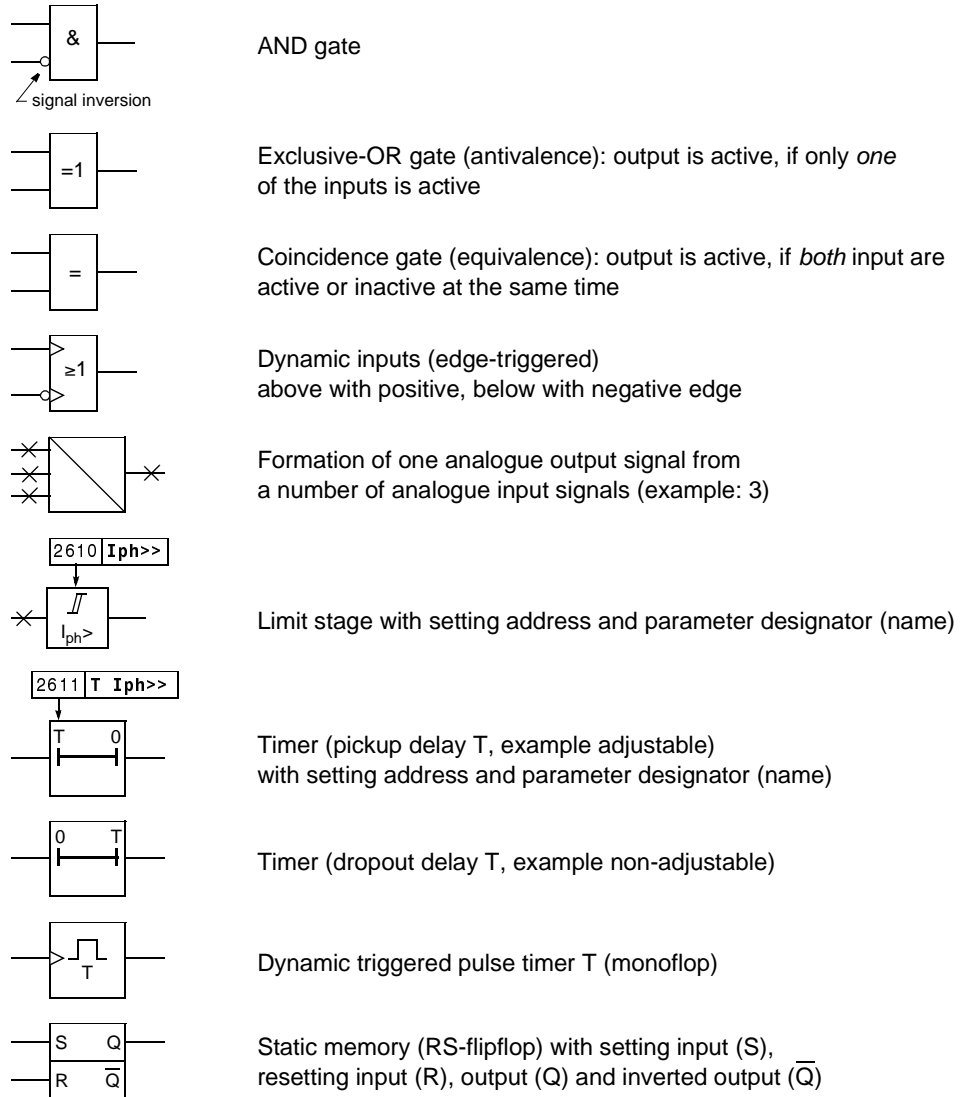 &
AND gate
signal inversion
=1
Exclusive-OR gate (antivalence): output is active, if only one
of the inputs is active
=
Coincidence gate (equivalence): output is active, if both input are
active or inactive at the same time
≥1
Dynamic inputs (edge-triggered)
above with positive, below with negative edge
Formation of one analogue output signal from
a number of analogue input signals (example: 3)
2610 Iph>>
Iph>
Limit stage with setting address and parameter designator (name)
2611 T Iph>>
T 0
Timer (pickup delay T, example adjustable)
with setting address and parameter designator (name)
0 T
Timer (dropout delay T, example non-adjustable)
T
Dynamic triggered pulse timer T (monoflop)
S Q
Static memory (RS-flipflop) with setting input (S),
R Q̅
resetting input (R), output (Q) and inverted output (Q̅)